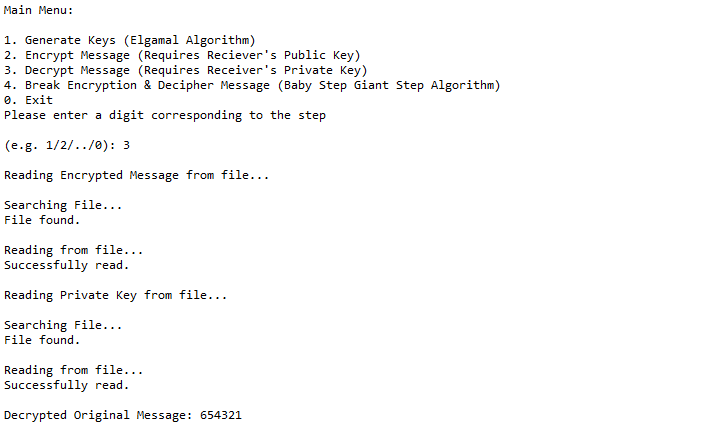 Main Menu:
1. Generate Keys (Elgamal Algorithm)
2. Encrypt Message (Requires Reciever's Public Key)
3. Decrypt Message (Requires Receiver's Private Key)
4. Break Encryption & Decipher Message (Baby Step Giant Step Algorithm)
0. Exit
Please enter a digit corresponding to the step
(e.g. 1/2/../0): 3
Reading Encrypted Message from file...
Searching File...
File found.
Reading from file...
Successfully read.
Reading Private Key from file...
Searching File...
File found.
Reading from file...
Successfully read.
Decrypted Original Message: 654321